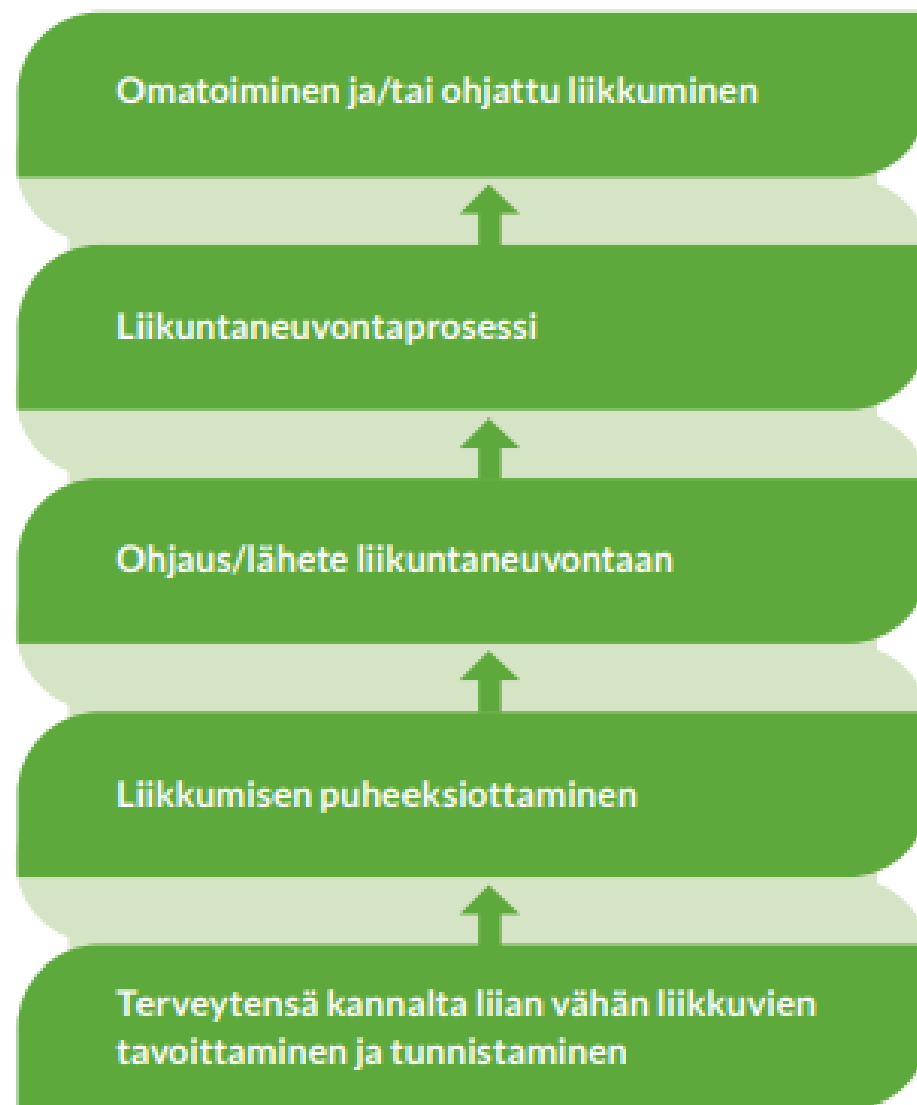 Omatoiminen ja/tai ohjattu liikkuminen
Liikuntaneuvontaprosessi
Ohjaus/lähete liikuntaneuvontaan
Liikkumisen puheeksiottaminen
Terveytensä kannalta liian vähän liikkuvien
tavoittaminen ja tunnistaminen